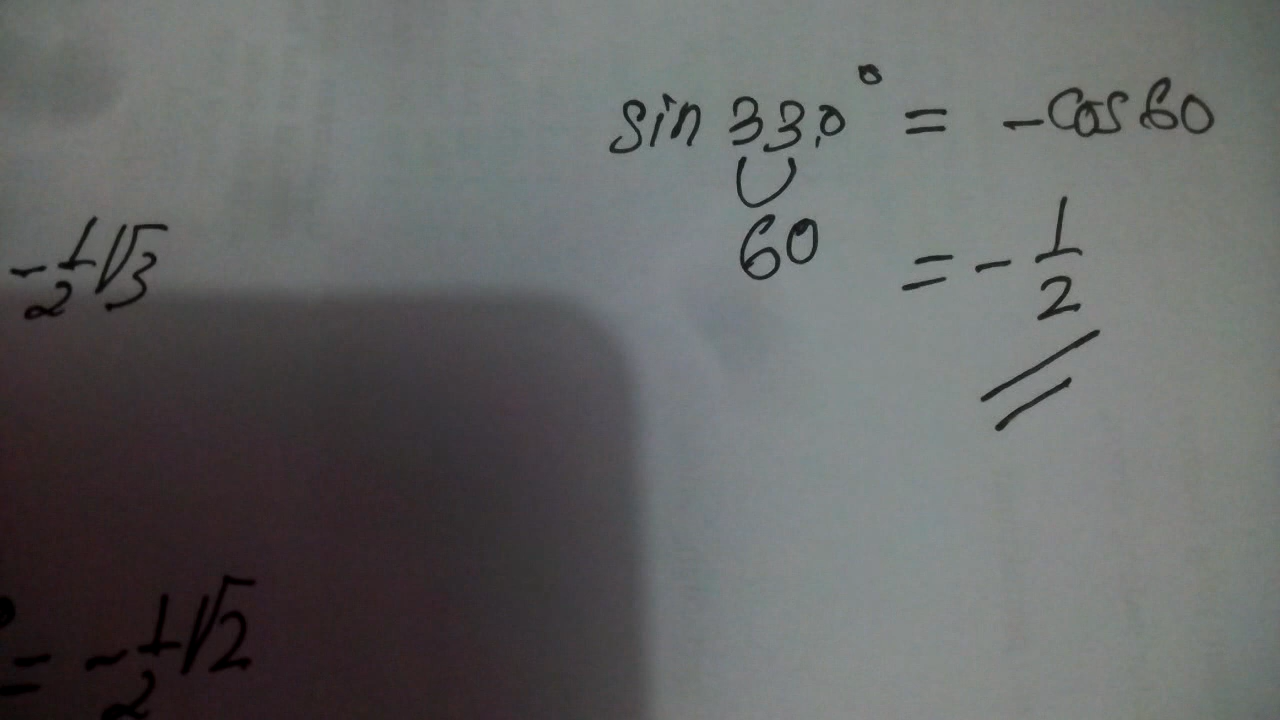 sin 330° = -cos 60
60 = - 1/2
- 1/2 √3
= - 1/2 √2